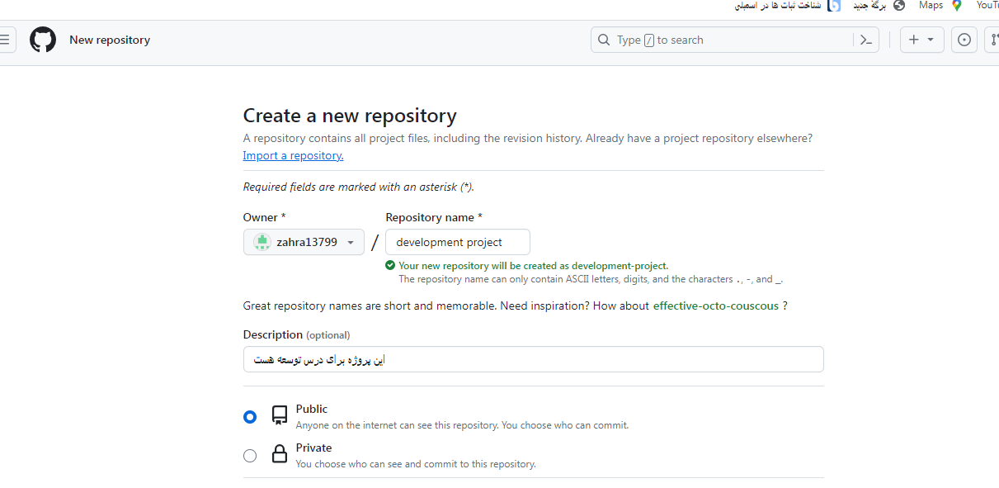 شناخت ثبات ها در اسمبلی برگهٔ جدید Maps YouT
New repository Type / to search
Create a new repository
A repository contains all project files, including the revision history. Already have a project repository elsewhere?
Import a repository.
Required fields are marked with an asterisk (*).
Owner * Repository name *
zahra13799 / development project
Your new repository will be created as development-project.
The repository name can only contain ASCII letters, digits, and the characters ., -, and _.
Great repository names are short and memorable. Need inspiration? How about effective-octo-couscous ?
Description (optional)
این پروژه برای درس توسعه هست
Public
Anyone on the internet can see this repository. You choose who can commit.
Private
You choose who can see and commit to this repository.